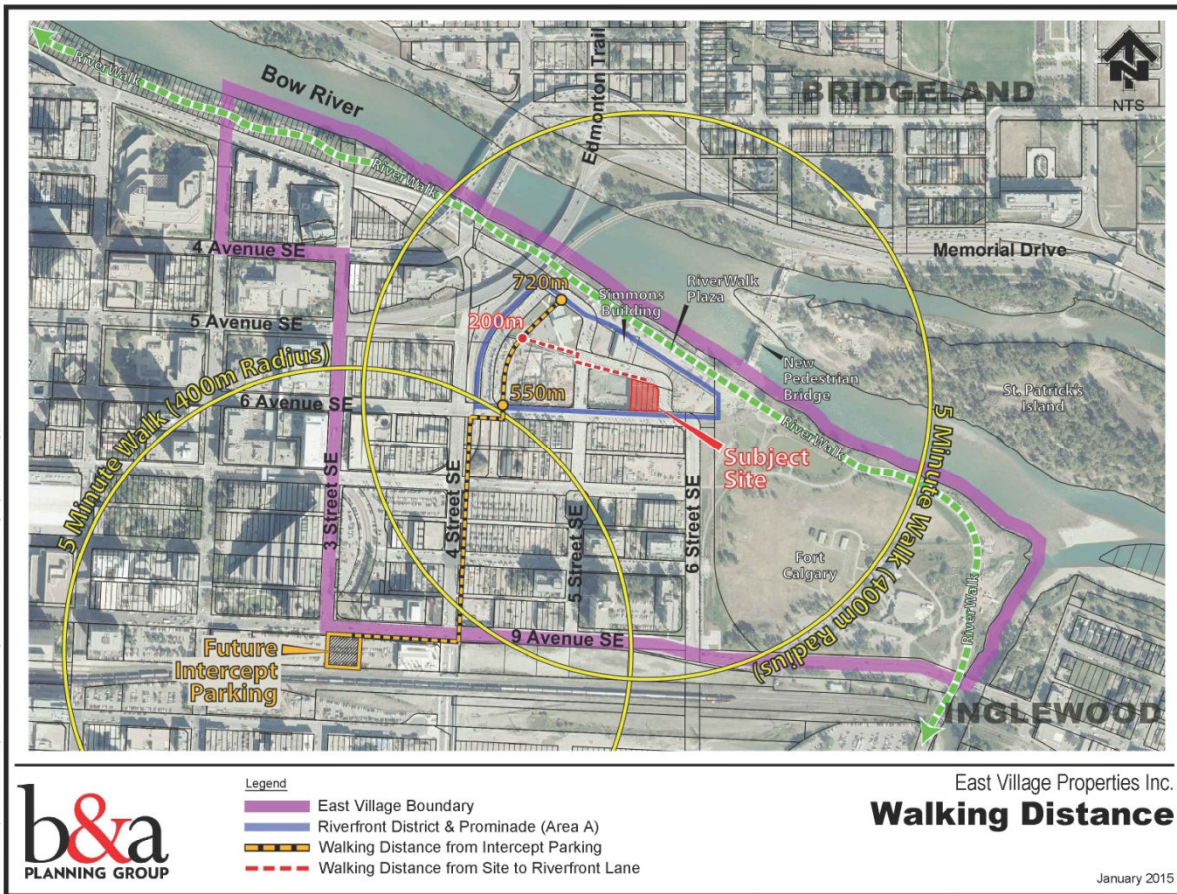 RiverWalk
Bow River
Edmonton Trail
BRIDGELAND
NTS
RiverWalk
RiverWalk
4 Avenue SE
Memorial Drive
720m
Simmons
Building
RiverWalk
Plaza
5 Avenue SE
200m
New
Pedestrian
Bridge
St. Patrick's
Island
5 Minute Walk (400m Radius)
6 Avenue SE
550m
RiverWalk
5 Minute Walk (400m Radius)
Subject
Site
3 Street SE
4 Street SE
5 Street SE
6 Street SE
Fort
Calgary
RiverWalk
9 Avenue SE
Future
Intercept
Parking
INGLEWOOD
b&a
PLANNING GROUP
Legend
East Village Boundary
Riverfront District & Prominade (Area A)
Walking Distance from Intercept Parking
Walking Distance from Site to Riverfront Lane
East Village Properties Inc.
Walking Distance
January 2015